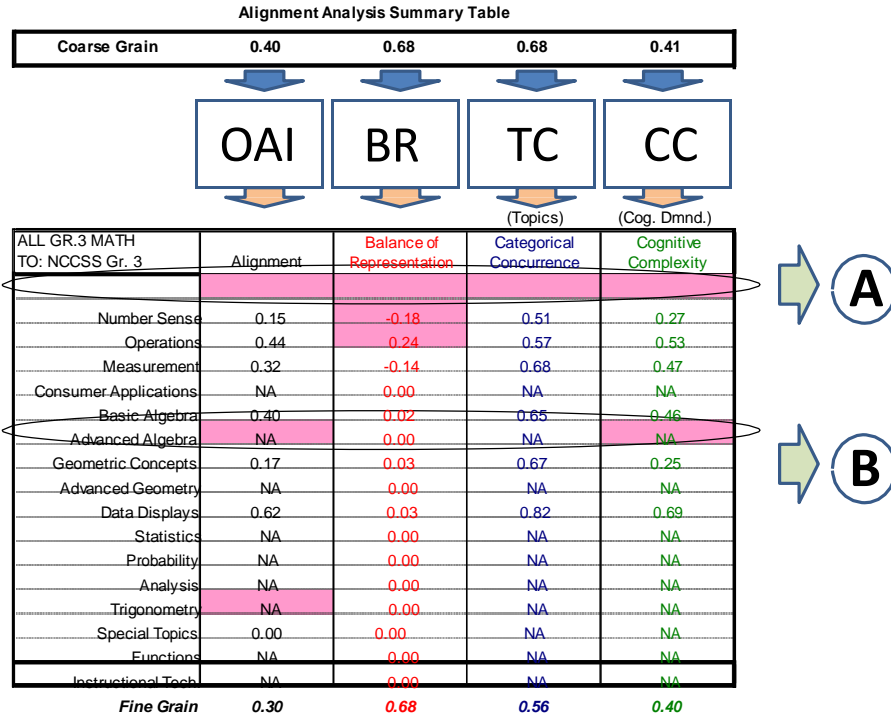 Alignment Analysis Summary Table
Coarse Grain 0.40 0.68 0.68 0.41
OAI BR TC CC
(Topics) (Cog. Dmnd.)
ALL GR.3 MATH Balance of Categorical Cognitive
TO: NCCSS Gr. 3 Alignment Representation Concurrence Complexity
A
Number Sense 0.15 -0.18 0.51 0.27
Operations 0.44 0.24 0.57 0.53
Measurement 0.32 -0.14 0.68 0.47
Consumer Applications NA 0.00 NA NA
Basic Algebra 0.40 0.02 0.65 0.46
Advanced Algebra NA 0.00 NA NA
Geometric Concepts 0.17 0.03 0.67 0.25
B
Advanced Geometry NA 0.00 NA NA
Data Displays 0.62 0.03 0.82 0.69
Statistics NA 0.00 NA NA
Probability NA 0.00 NA NA
Analysis NA 0.00 NA NA
Trigonometry NA 0.00 NA NA
Special Topics 0.00 0.00 NA NA
Functions NA 0.00 NA NA
Instructional Tech. NA 0.00 NA NA
Fine Grain 0.30 0.68 0.56 0.40